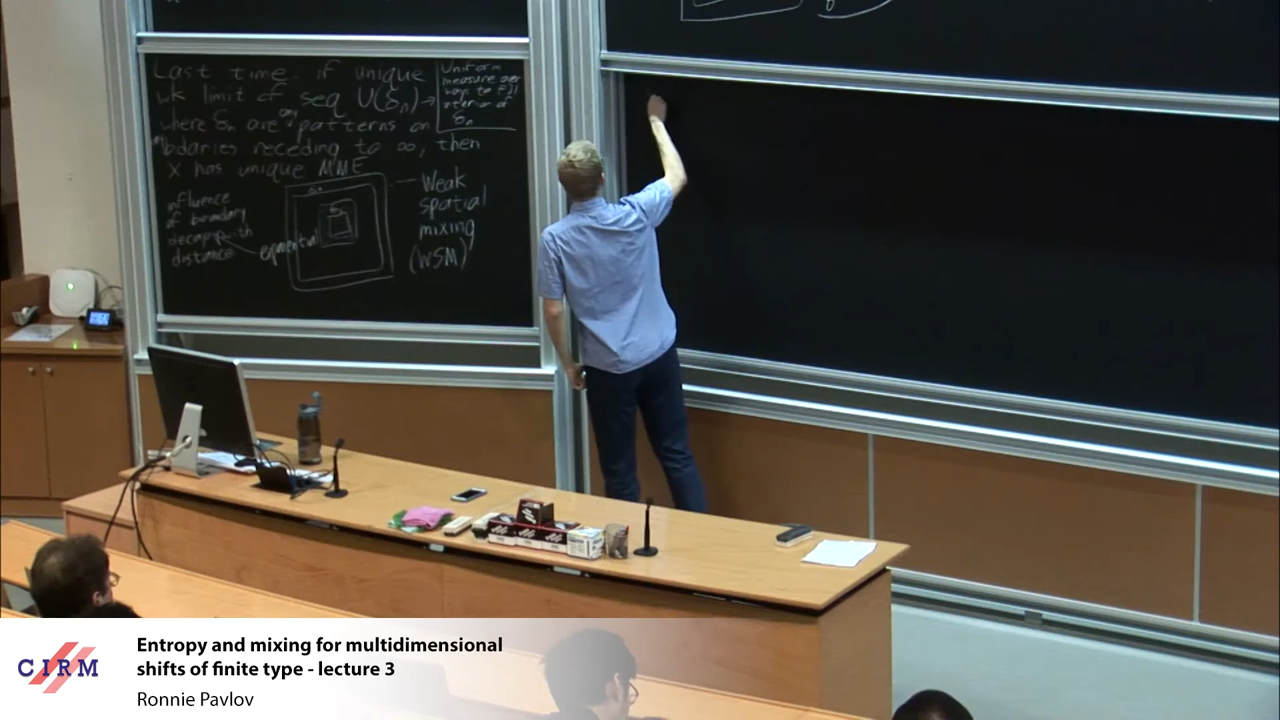 Last time. if unique
wk limit of seq U(δn) →
where δn are any patterns on
bdaries receding to ∞, then
X has unique MME
Uniform
measure over
ways to fill
interior of
δn
influence
of boundary
decays with
distance
exponential
Weak
spatial
mixing
(WSM)
CIRM
Entropy and mixing for multidimensional
shifts of finite type - lecture 3
Ronnie Pavlov